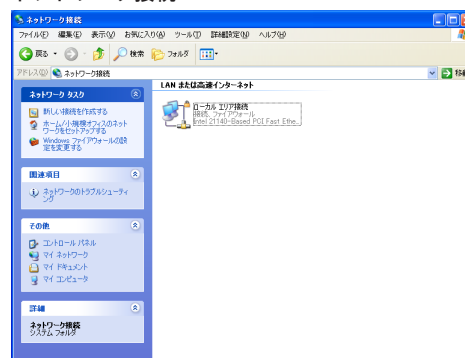 ネットワーク接続
ファイル(F) 編集(E) 表示(V) お気に入り(A) ツール(T) 詳細設定(N) ヘルプ(H)
戻る 検索 フォルダ
アドレス(D) ネットワーク接続 移動
ネットワーク タスク
新しい接続を作成する
ホーム/小規模オフィスのネット
ワークをセットアップする
Windows ファイアウォールの設
定を変更する
関連項目
ネットワークのトラブルシューティ
ング
その他
コントロール パネル
マイ ネットワーク
マイ ドキュメント
マイ コンピュータ
詳細
ネットワーク接続
システム フォルダ
LAN または高速インターネット
ローカル エリア接続
接続, ファイアウォール
Intel 21140-Based PCI Fast Ethe...